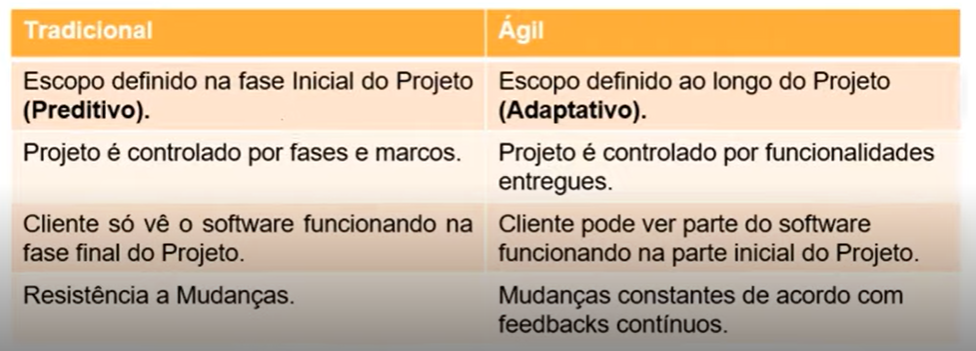 Tradicional
Ágil
Escopo definido na fase Inicial do Projeto
(Preditivo).
Escopo definido ao longo do Projeto
(Adaptativo).
Projeto é controlado por fases e marcos.
Projeto é controlado por funcionalidades
entregues.
Cliente só vê o software funcionando na
fase final do Projeto.
Cliente pode ver parte do software
funcionando na parte inicial do Projeto.
Resistência a Mudanças.
Mudanças constantes de acordo com
feedbacks contínuos.